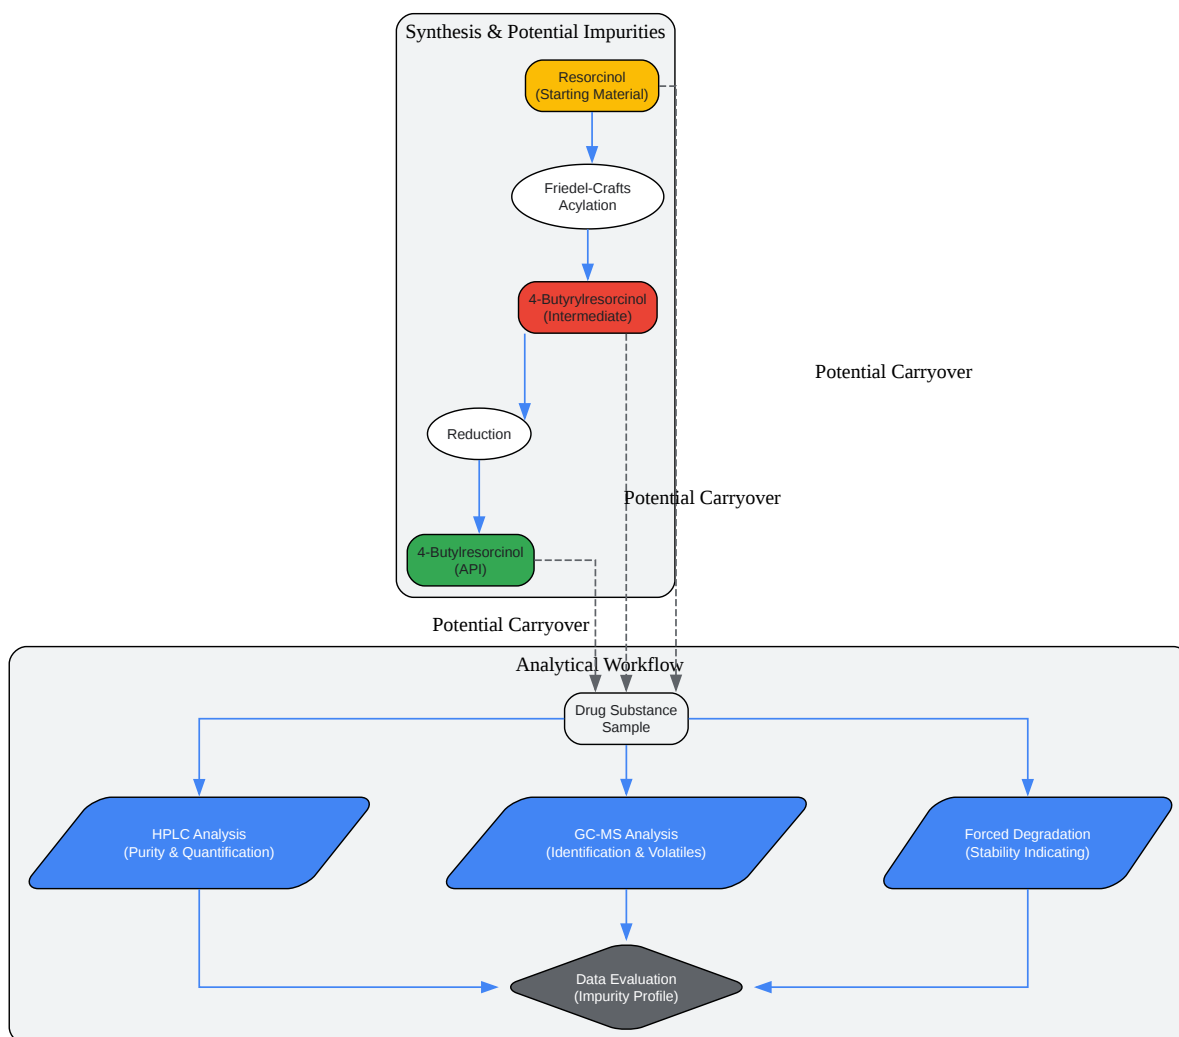 Synthesis & Potential Impurities
Resorcinol
(Starting Material)
Friedel-Crafts
Acylation
4-Butyrylresorcinol
(Intermediate)
Potential Carryover
Reduction
Potential Carryover
4-Butylresorcinol
(API)
Potential Carryover
Analytical Workflow
Drug Substance
Sample
HPLC Analysis
(Purity & Quantification)
GC-MS Analysis
(Identification & Volatiles)
Forced Degradation
(Stability Indicating)
Data Evaluation
(Impurity Profile)